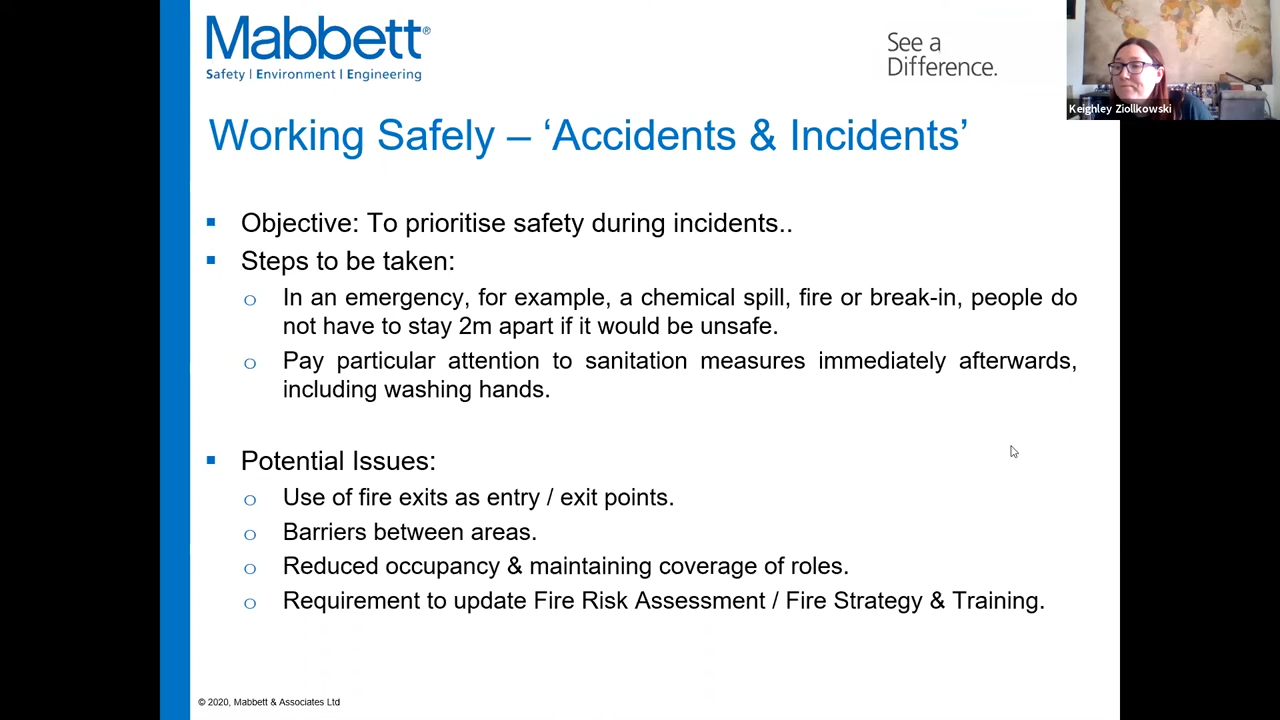 Mabbett®
Safety | Environment | Engineering
See a
Difference.
Keighley Ziolkowski
Working Safely – ‘Accidents & Incidents’
Objective: To prioritise safety during incidents..
Steps to be taken:
In an emergency, for example, a chemical spill, fire or break-in, people do
not have to stay 2m apart if it would be unsafe.
Pay particular attention to sanitation measures immediately afterwards,
including washing hands.
Potential Issues:
Use of fire exits as entry / exit points.
Barriers between areas.
Reduced occupancy & maintaining coverage of roles.
Requirement to update Fire Risk Assessment / Fire Strategy & Training.
© 2020, Mabbett & Associates Ltd